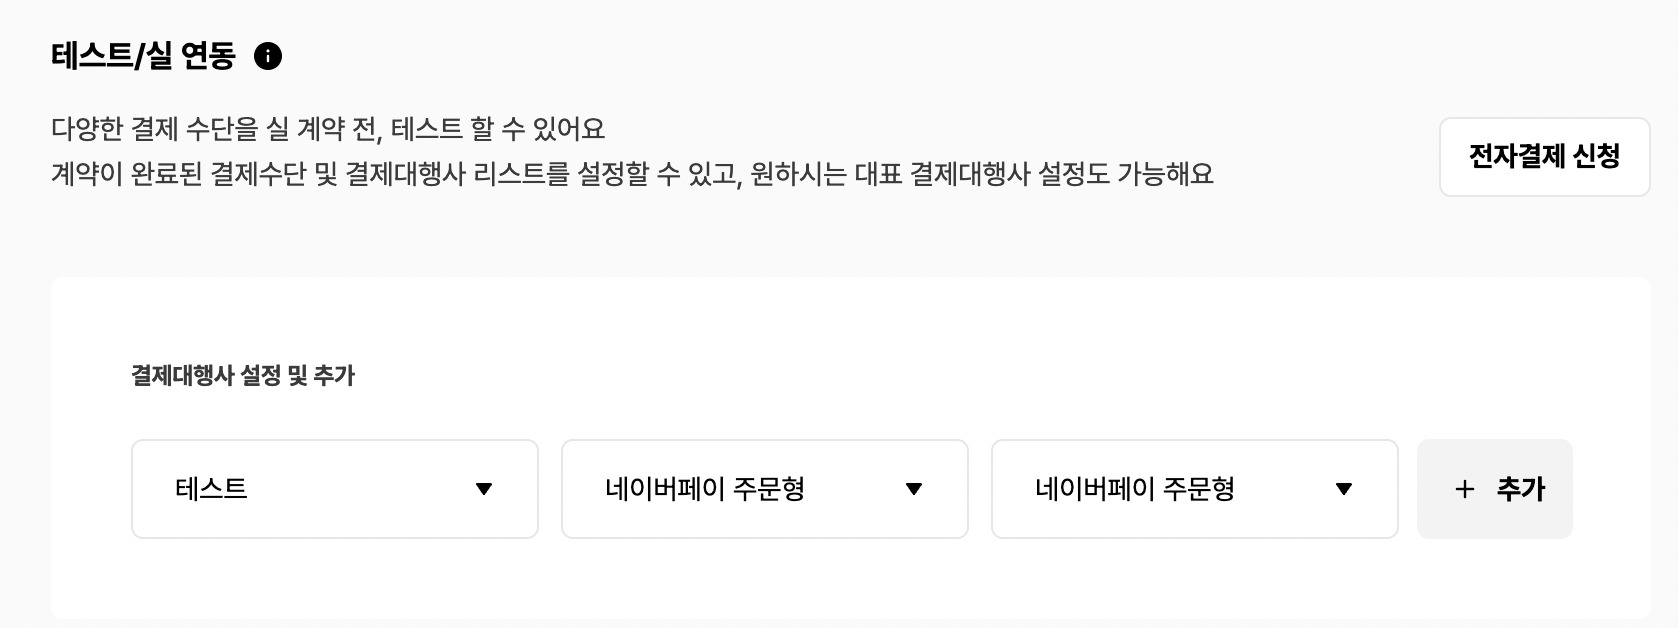 테스트/실 연동
다양한 결제 수단을 실 계약 전, 테스트 할 수 있어요
계약이 완료된 결제수단 및 결제대행사 리스트를 설정할 수 있고, 원하시는 대표 결제대행사 설정도 가능해요
전자결제 신청
결제대행사 설정 및 추가
테스트
네이버페이 주문형
네이버페이 주문형
+ 추가